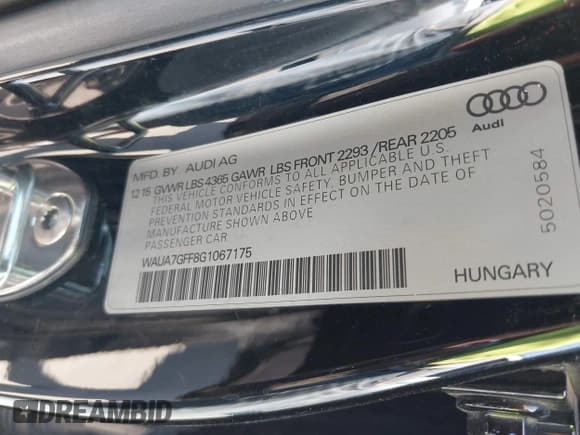 MFD. BY AUDI AG
12 15 GVWR LBS 4365 GAWR LBS FRONT 2293 /REAR 2205
THIS VEHICLE CONFORMS TO ALL APPLICABLE U.S.
FEDERAL MOTOR VEHICLE SAFETY, BUMPER AND THEFT
PREVENTION STANDARDS IN EFFECT ON THE DATE OF
MANUFACTURE SHOWN ABOVE
PASSENGER CAR
WAUA7GFF8G1067175
Audi
5020584
HUNGARY
DREAMBID